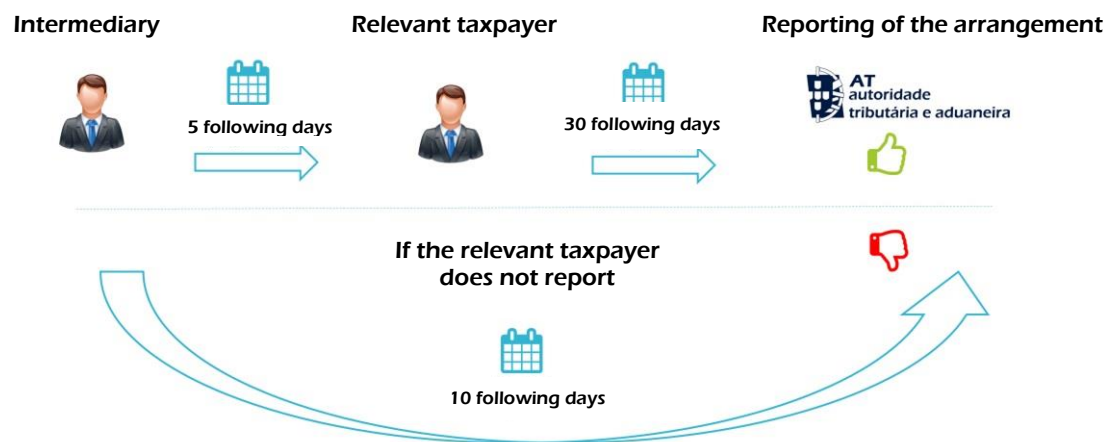 Intermediary
Relevant taxpayer
Reporting of the arrangement
AT
autoridade
tributária e aduaneira
5 following days
30 following days
If the relevant taxpayer
does not report
10 following days